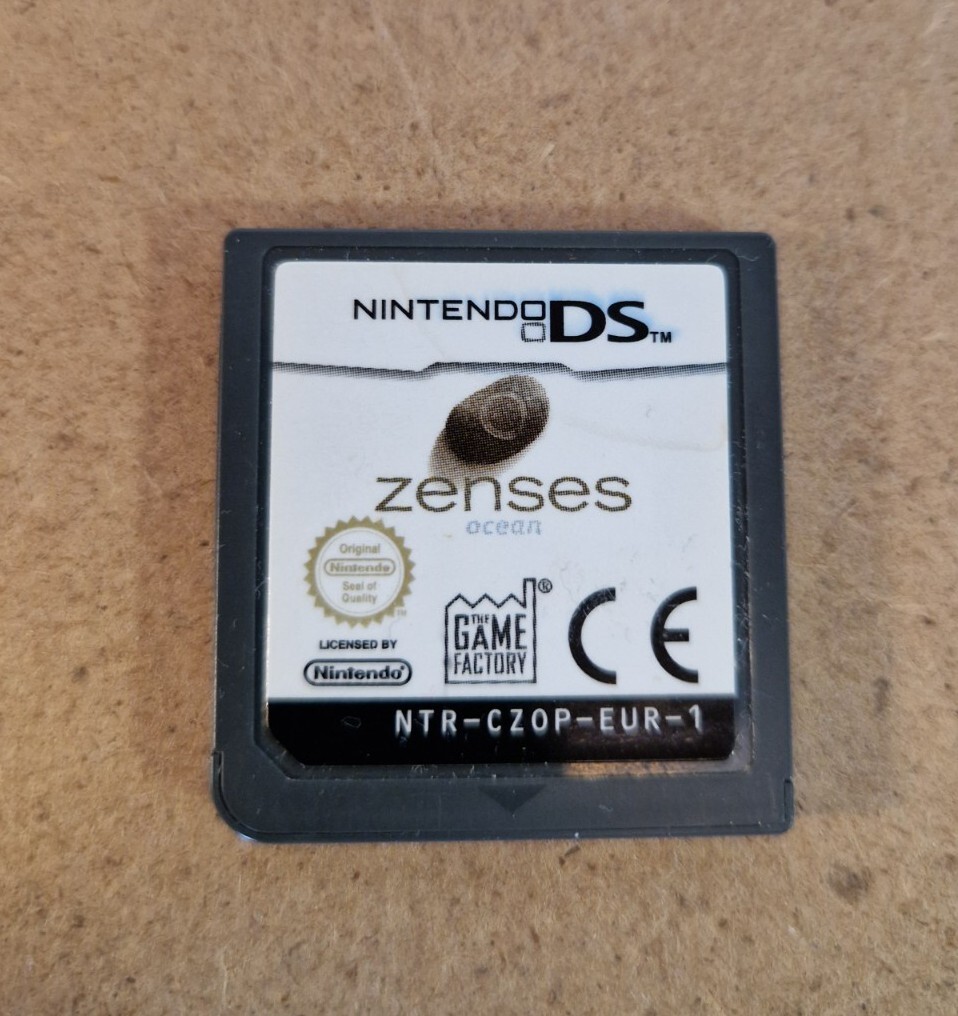 NINTENDO DS™
zenses
ocean
Original
Nintendo
Seal of
Quality
TM
LICENSED BY
Nintendo®
THE
GAME
FACTORY
®
CE
NTR-CZOP-EUR-1